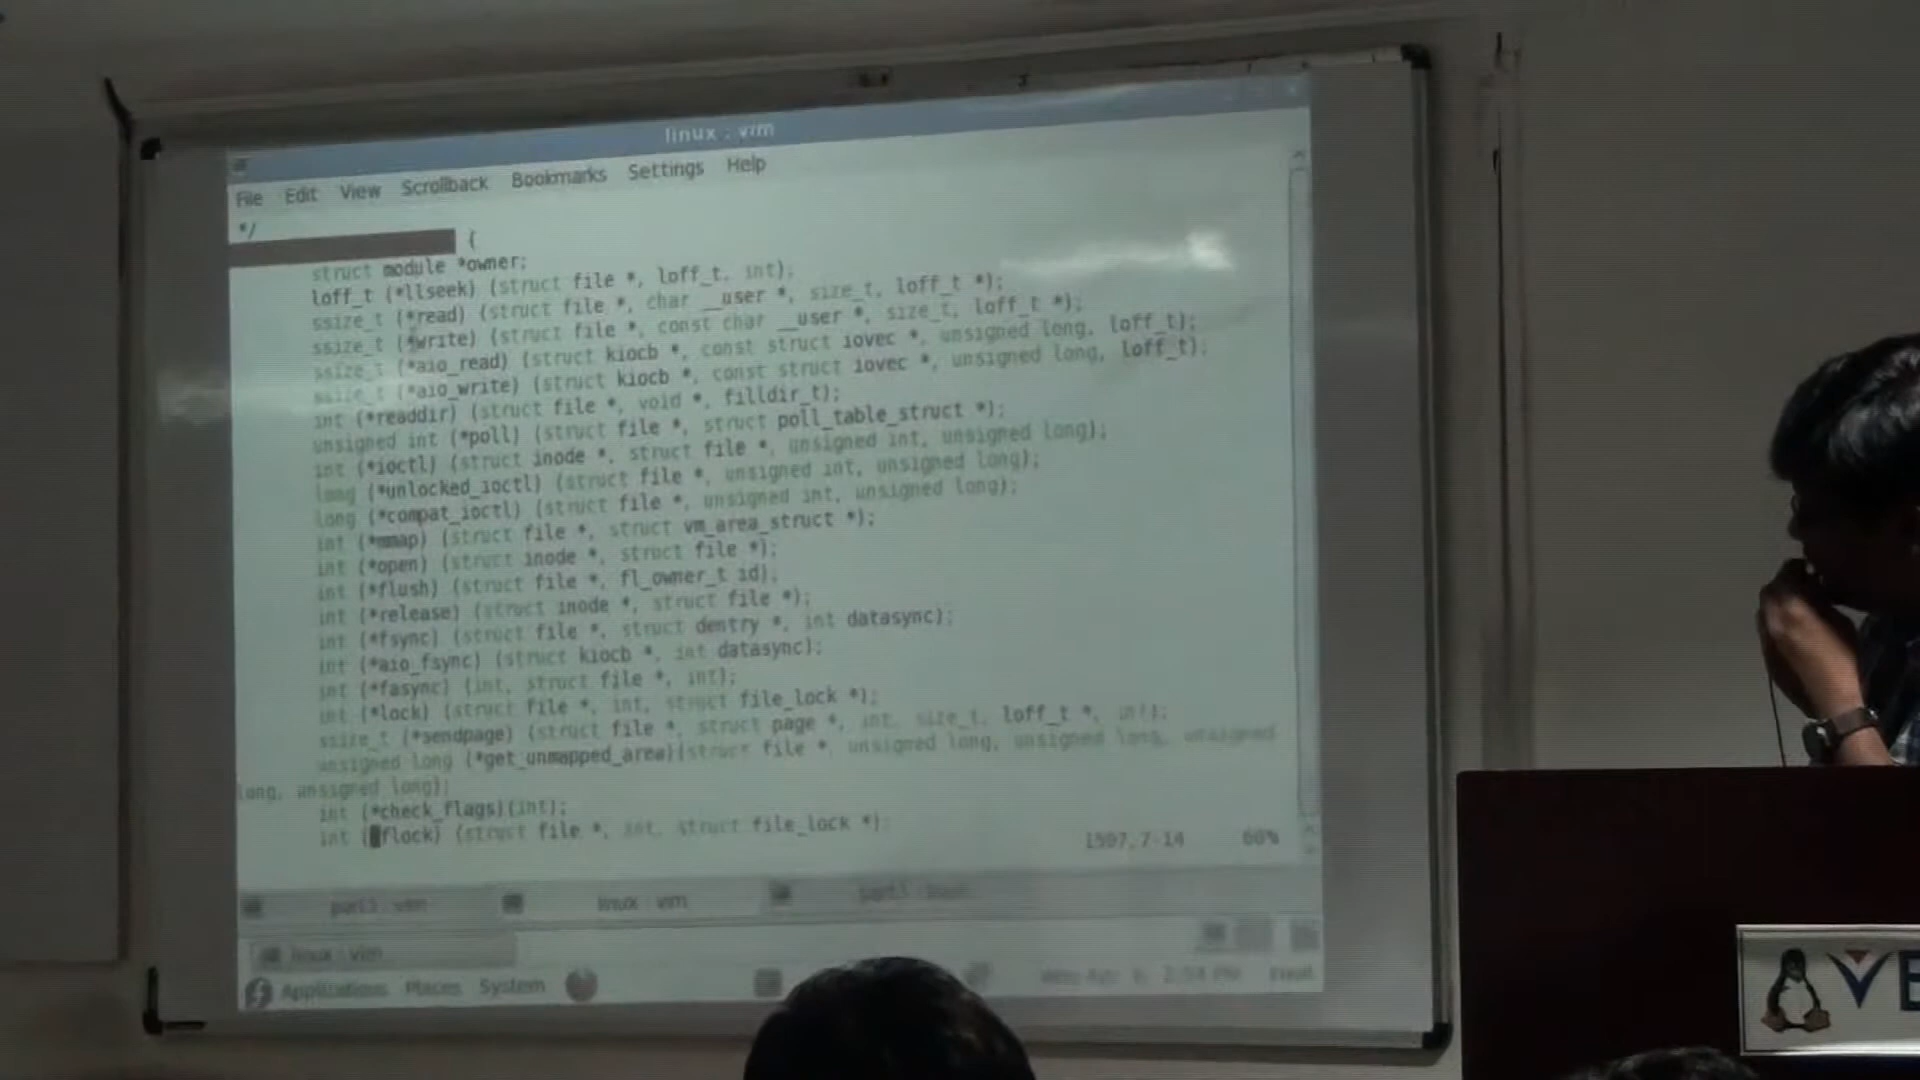 linux : vim
File Edit View Scrollback Bookmarks Settings Help
*/
{
struct module *owner;
loff_t (*llseek) (struct file *, loff_t, int);
ssize_t (*read) (struct file *, char __user *, size_t, loff_t *);
ssize_t (*write) (struct file *, const char __user *, size_t, loff_t *);
ssize_t (*aio_read) (struct kiocb *, const struct iovec *, unsigned long, loff_t);
ssize_t (*aio_write) (struct kiocb *, const struct iovec *, unsigned long, loff_t);
int (*readdir) (struct file *, void *, filldir_t);
unsigned int (*poll) (struct file *, struct poll_table_struct *);
int (*ioctl) (struct inode *, struct file *, unsigned int, unsigned long);
long (*unlocked_ioctl) (struct file *, unsigned int, unsigned long);
long (*compat_ioctl) (struct file *, unsigned int, unsigned long);
int (*mmap) (struct file *, struct vm_area_struct *);
int (*open) (struct inode *, struct file *);
int (*flush) (struct file *, fl_owner_t id);
int (*release) (struct inode *, struct file *);
int (*fsync) (struct file *, struct dentry *, int datasync);
int (*aio_fsync) (struct kiocb *, int datasync);
int (*fasync) (int, struct file *, int);
int (*lock) (struct file *, int, struct file_lock *);
ssize_t (*sendpage) (struct file *, struct page *, int, size_t, loff_t *, int);
unsigned long (*get_unmapped_area)(struct file *, unsigned long, unsigned long, unsigned
long, unsigned long);
int (*check_flags)(int);
int (*flock) (struct file *, int, struct file_lock *);
1597,7-14 60%
linux : vim
linux : vim
Applications Places System